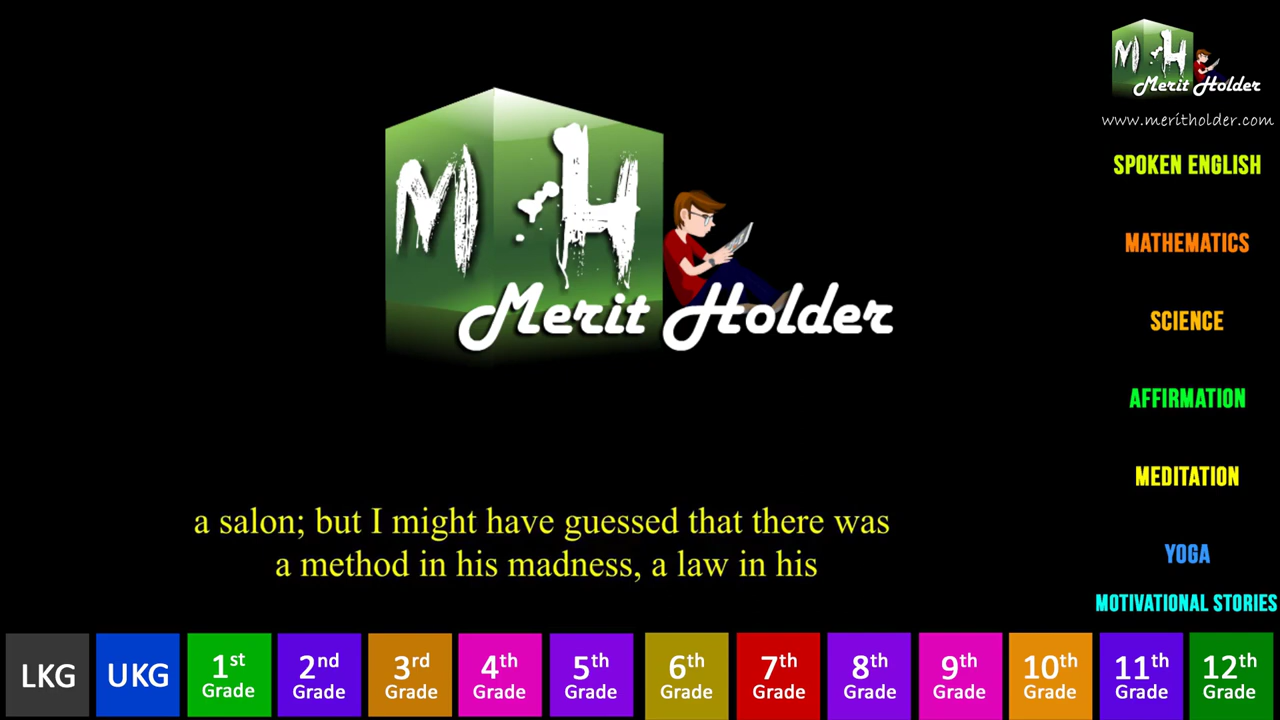 M H
Merit Holder
www.meritholder.com
SPOKEN ENGLISH
MATHEMATICS
SCIENCE
AFFIRMATION
MEDITATION
YOGA
MOTIVATIONAL STORIES
M H
Merit Holder
a salon; but I might have guessed that there was
a method in his madness, a law in his
LKG
UKG
1st Grade
2nd Grade
3rd Grade
4th Grade
5th Grade
6th Grade
7th Grade
8th Grade
9th Grade
10th Grade
11th Grade
12th Grade